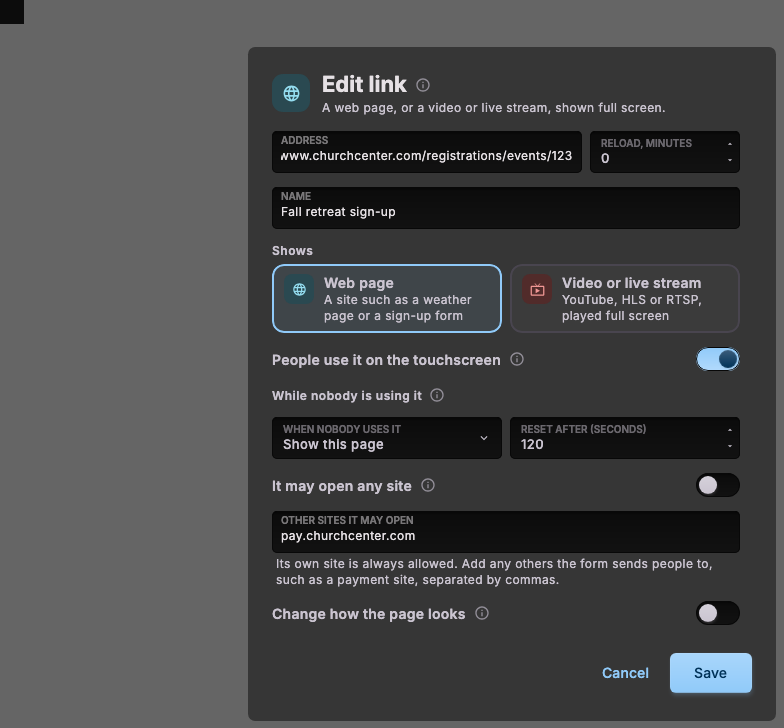 Edit link
A web page, or a video or live stream, shown full screen.
ADDRESS
www.churchcenter.com/registrations/events/123
RELOAD, MINUTES
0
NAME
Fall retreat sign-up
Shows
Web page
A site such as a weather
page or a sign-up form
Video or live stream
YouTube, HLS or RTSP,
played full screen
People use it on the touchscreen
While nobody is using it
WHEN NOBODY USES IT
Show this page
RESET AFTER (SECONDS)
120
It may open any site
OTHER SITES IT MAY OPEN
pay.churchcenter.com
Its own site is always allowed. Add any others the form sends people to,
such as a payment site, separated by commas.
Change how the page looks
Cancel
Save